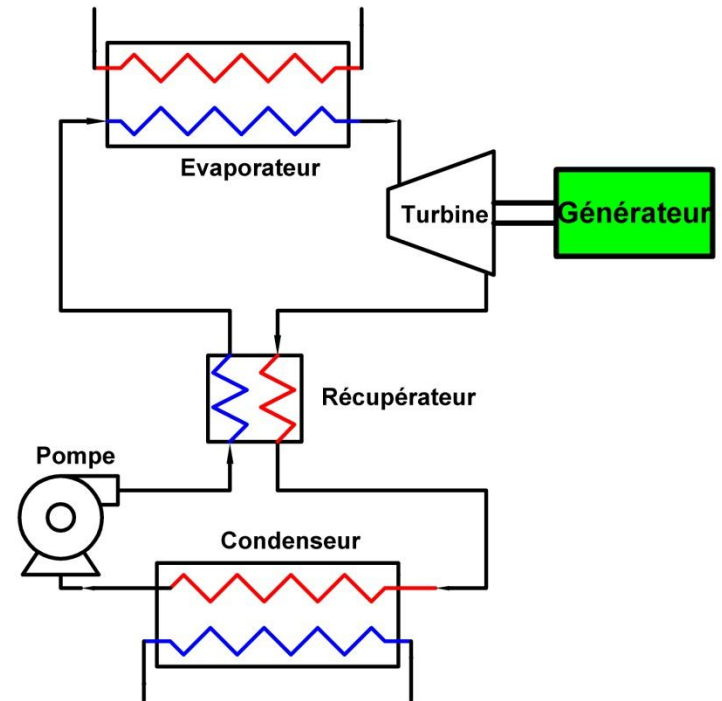 Evaporateur
Turbine
Générateur
Récupérateur
Pompe
Condenseur